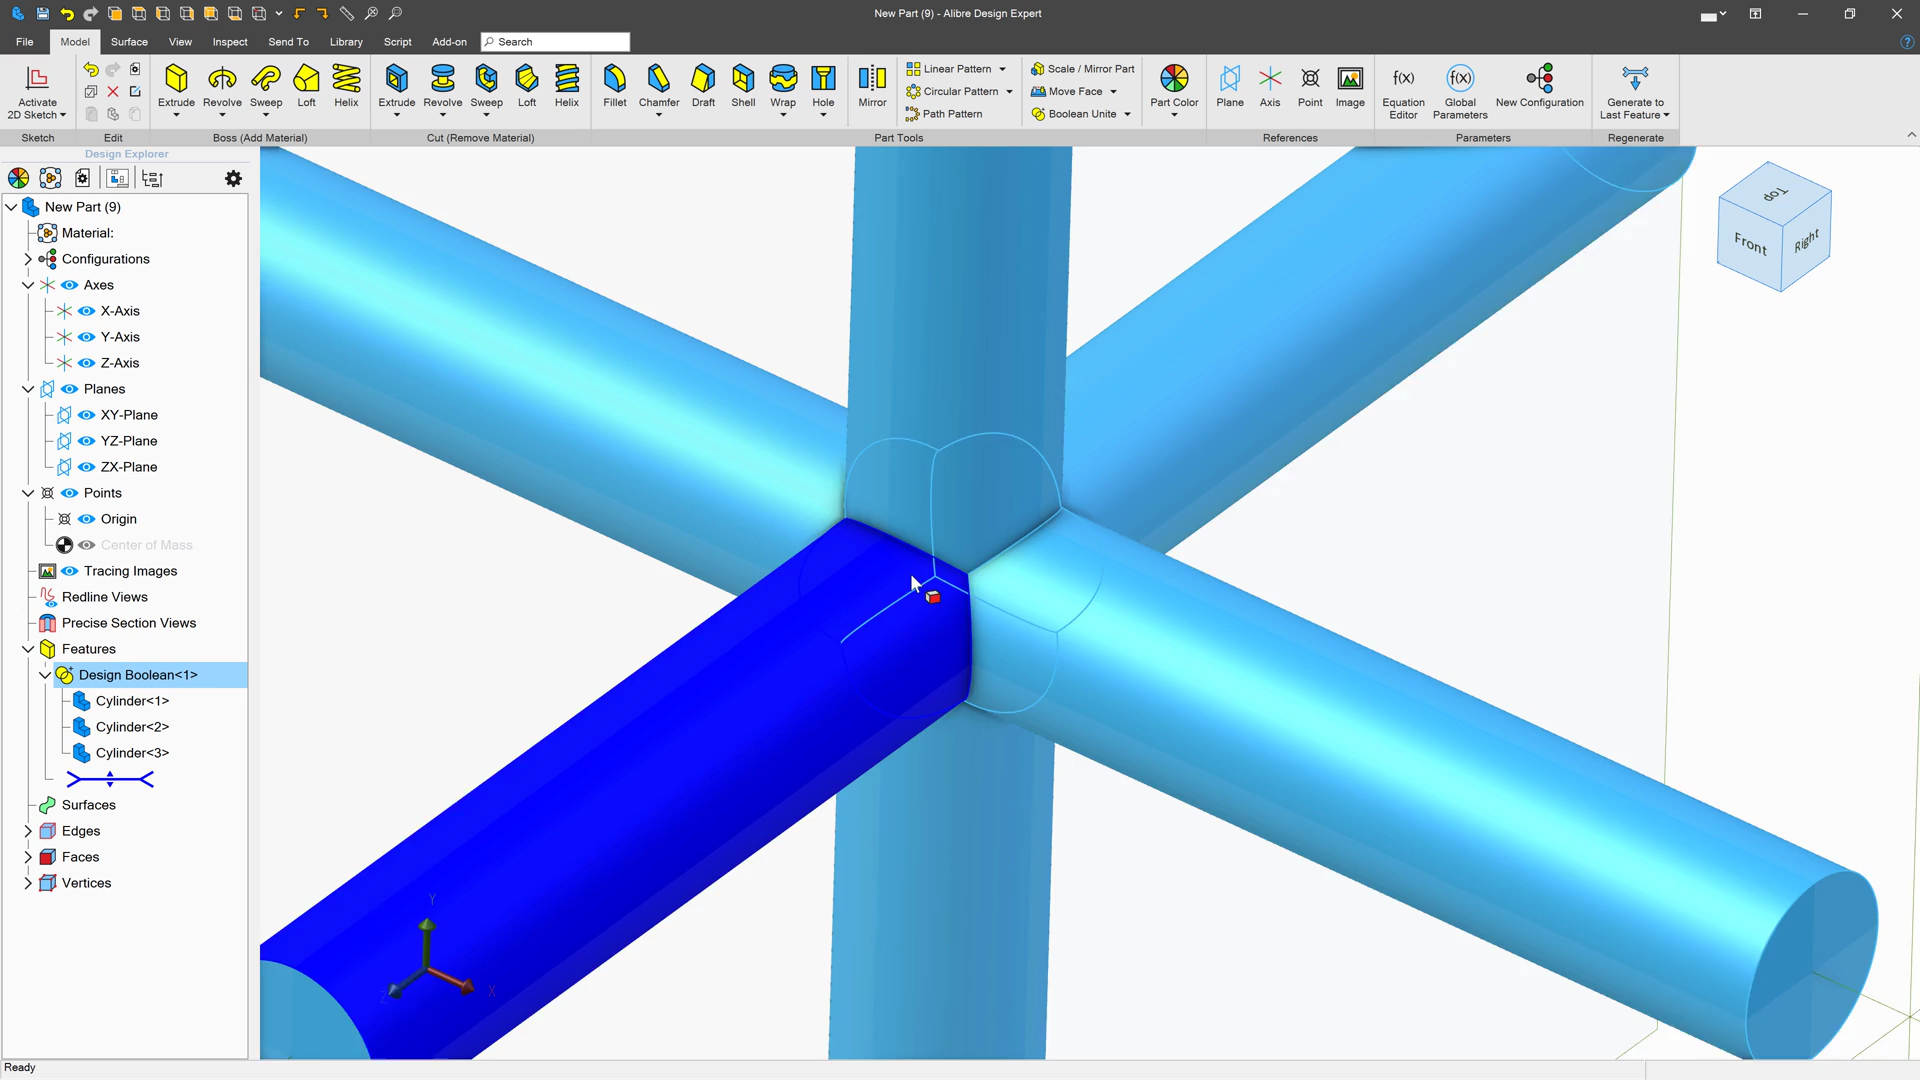 New Part (9) - Alibre Design Expert
File
Model
Surface
View
Inspect
Send To
Library
Script
Add-on
Search
Activate
2D Sketch
Extrude
Revolve
Sweep
Loft
Helix
Extrude
Revolve
Sweep
Loft
Helix
Fillet
Chamfer
Draft
Shell
Wrap
Hole
Mirror
Linear Pattern
Circular Pattern
Path Pattern
Scale / Mirror Part
Move Face
Boolean Unite
Part Color
Plane
Axis
Point
Image
f(x)
Equation
Editor
f(x)
Global
Parameters
New Configuration
Generate to
Last Feature
Sketch
Edit
Boss (Add Material)
Cut (Remove Material)
Part Tools
References
Parameters
Regenerate
Design Explorer
New Part (9)
Material:
Configurations
Axes
X-Axis
Y-Axis
Z-Axis
Planes
XY-Plane
YZ-Plane
ZX-Plane
Points
Origin
Center of Mass
Tracing Images
Redline Views
Precise Section Views
Features
Design Boolean<1>
Cylinder<1>
Cylinder<2>
Cylinder<3>
Surfaces
Edges
Faces
Vertices
Top
Front
Right
Y
Z
X
Ready